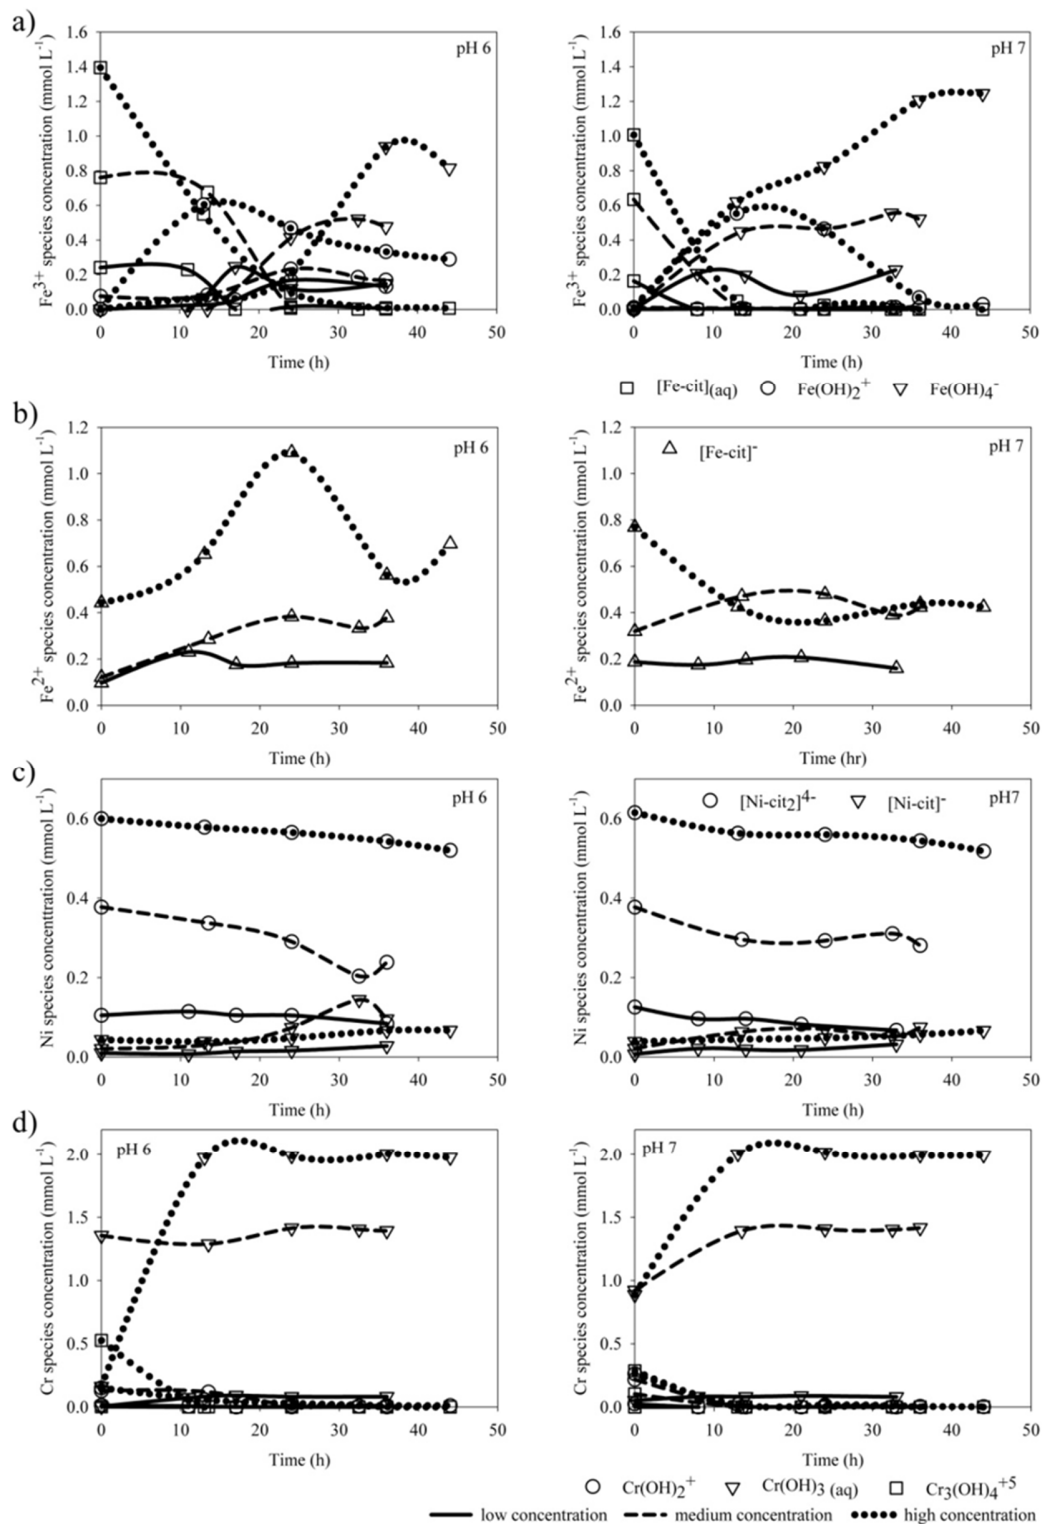 a)
pH 6
pH 7
Fe3+ species concentration (mmol L-1)
1.6
1.4
1.2
1.0
0.8
0.6
0.4
0.2
0.0
0 10 20 30 40 50
Time (h)
Fe3+ species concentration (mmol L-1)
1.6
1.4
1.2
1.0
0.8
0.6
0.4
0.2
0.0
0 10 20 30 40 50
Time (h)
[Fe-cit](aq) Fe(OH)2+ Fe(OH)4-
b)
pH 6
[Fe-cit]-
pH 7
Fe2+ species concentration (mmol L-1)
1.2
1.0
0.8
0.6
0.4
0.2
0.0
0 10 20 30 40 50
Time (h)
Fe2+ species concentration (mmol L-1)
1.2
1.0
0.8
0.6
0.4
0.2
0.0
0 10 20 30 40 50
Time (hr)
c)
pH 6
[Ni-cit2]4- [Ni-cit]-
pH7
Ni species conenttration (mmol L-1)
0.6
0.4
0.2
0.0
0 10 20 30 40 50
Time (h)
Ni species concentration (mmol L-1)
0.6
0.4
0.2
0.0
0 10 20 30 40 50
Time (h)
d)
pH 6
pH 7
Cr species concentration (mmol L-1)
2.0
1.5
1.0
0.5
0.0
0 10 20 30 40 50
Time (h)
Cr species concentration (mmol L-1)
2.0
1.5
1.0
0.5
0.0
0 10 20 30 40 50
Time (h)
Cr(OH)2+ Cr(OH)3 (aq) Cr3(OH)4+5
low concentration medium concentration high concentration